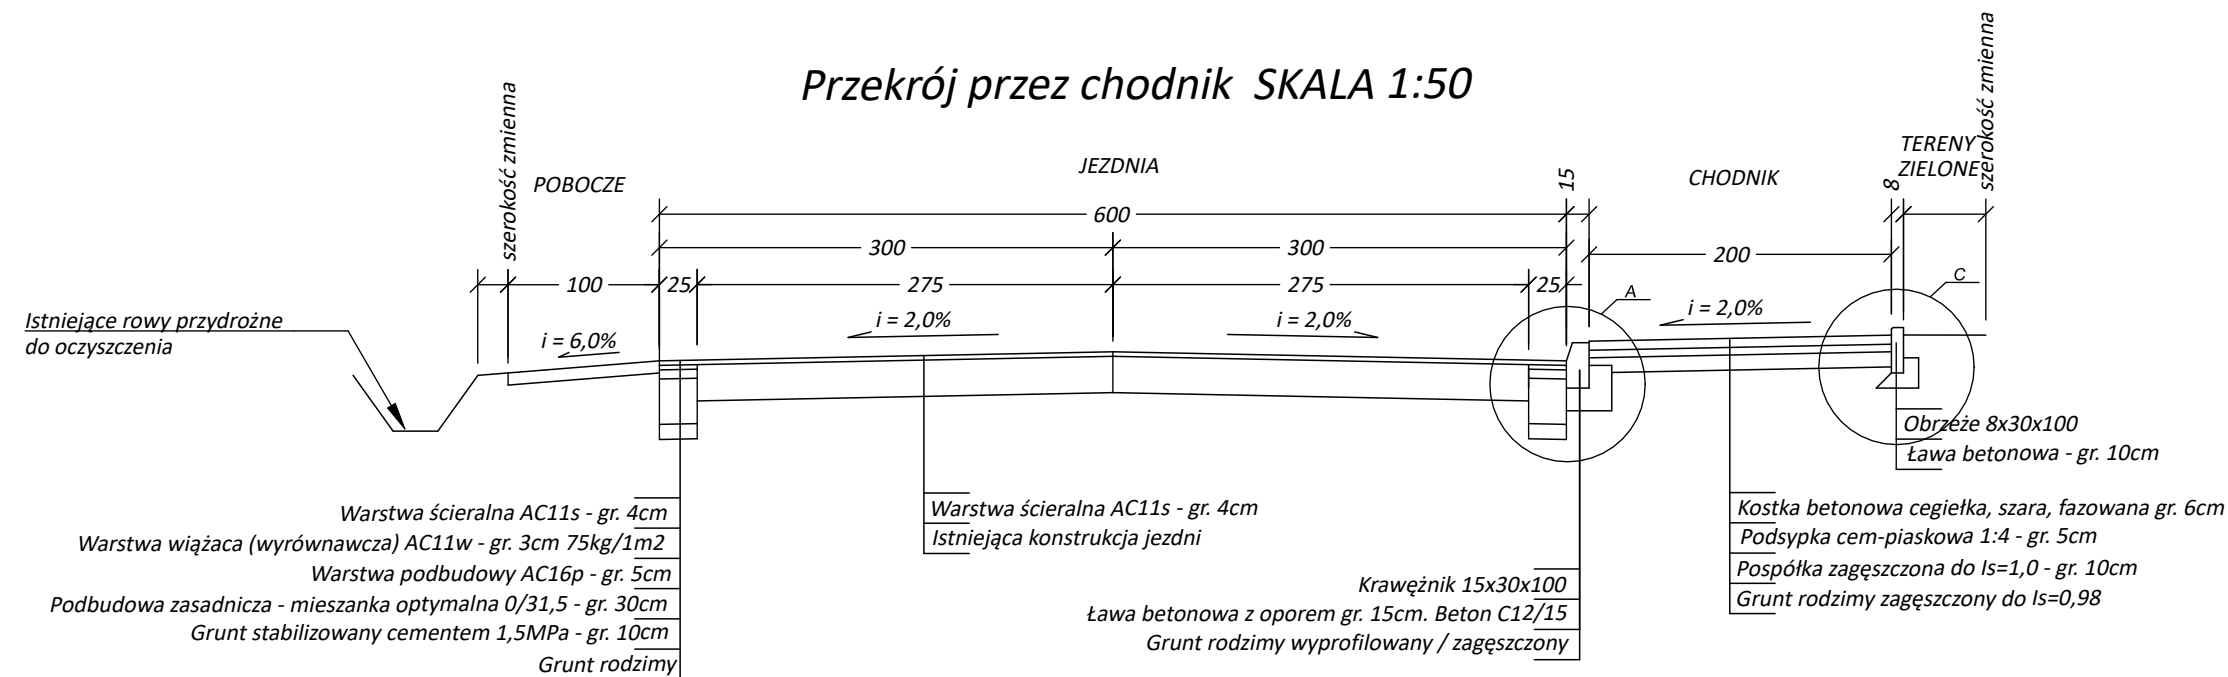 Przekrój przez chodnik SKALA 1:50
szerokość zmienna
POBOCZE
JEZDNIA
15
CHODNIK
8
TERENY
ZIELONE
szerokość zmienna
600
300
300
200
100
25
275
275
25
A
C
Istniejące rowy przydrożne
do oczyszczenia
i = 6,0%
i = 2,0%
i = 2,0%
i = 2,0%
Obrzeże 8x30x100
Ława betonowa - gr. 10cm
Warstwa ścieralna AC11s - gr. 4cm
Warstwa wiążaca (wyrównawcza) AC11w - gr. 3cm 75kg/1m2
Warstwa podbudowy AC16p - gr. 5cm
Podbudowa zasadnicza - mieszanka optymalna 0/31,5 - gr. 30cm
Grunt stabilizowany cementem 1,5MPa - gr. 10cm
Grunt rodzimy
Warstwa ścieralna AC11s - gr. 4cm
Istniejąca konstrukcja jezdni
Krawężnik 15x30x100
Ława betonowa z oporem gr. 15cm. Beton C12/15
Grunt rodzimy wyprofilowany / zagęszczony
Kostka betonowa cegiełka, szara, fazowana gr. 6cm
Podsypka cem-piaskowa 1:4 - gr. 5cm
Pospółka zagęszczona do Is=1,0 - gr. 10cm
Grunt rodzimy zagęszczony do Is=0,98